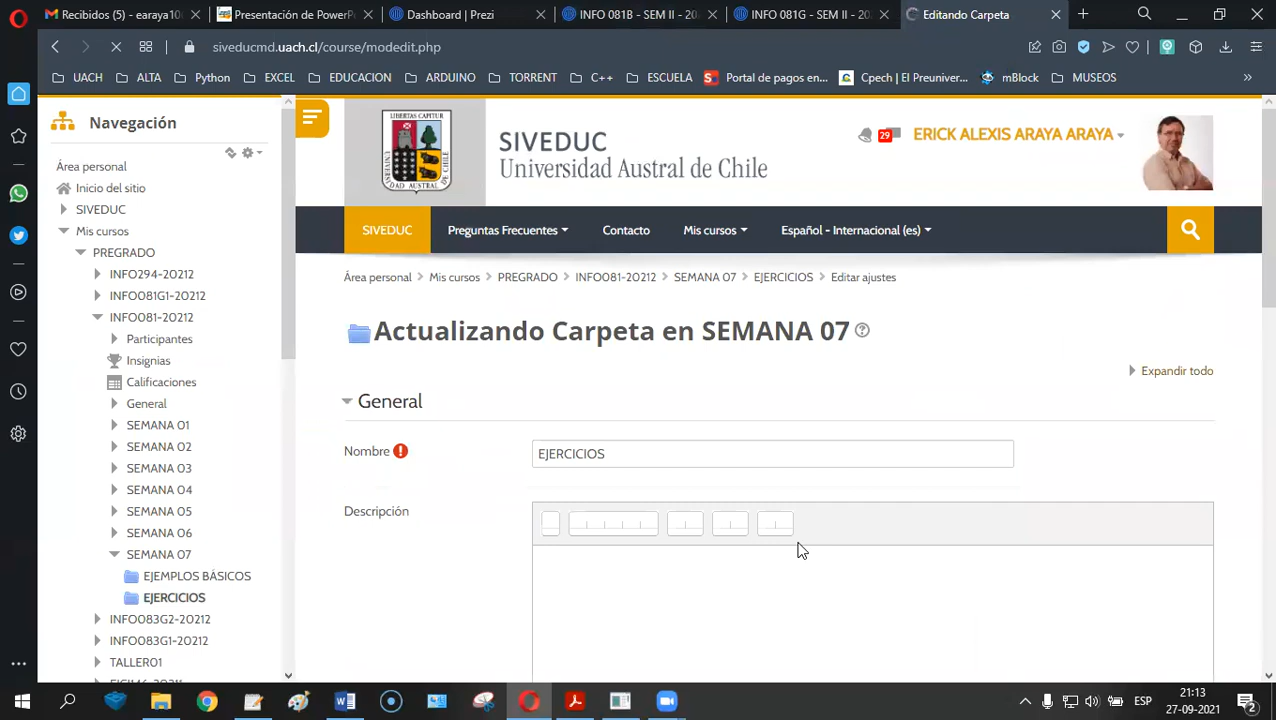 Recibidos (6) - earaya10
Presentación de PowerP
Dashboard | Prezi
INFO 081B - SEM II - 20
INFO 081G - SEM II - 20
Editando Carpeta
siveducmd.uach.cl/course/modedit.php
UACH
ALTA
Python
EXCEL
EDUCACION
ARDUINO
TORRENT
C++
ESCUELA
Portal de pagos en...
Cpech | El Preuniver...
mBlock
MUSEOS
Navegación
Área personal
Inicio del sitio
SIVEDUC
Mis cursos
PREGRADO
INFO294-20212
INFO081G1-20212
INFO081-20212
Participantes
Insignias
Calificaciones
General
SEMANA 01
SEMANA 02
SEMANA 03
SEMANA 04
SEMANA 05
SEMANA 06
SEMANA 07
EJEMPLOS BÁSICOS
EJERCICIOS
INFO083G2-20212
INFO083G1-20212
TALLER01
LIBERTAS CAPITUR
SIVEDUC
Universidad Austral de Chile
29
ERICK ALEXIS ARAYA ARAYA
SIVEDUC
Preguntas Frecuentes
Contacto
Mis cursos
Español - Internacional (es)
Área personal > Mis cursos > PREGRADO > INFO081-20212 > SEMANA 07 > EJERCICIOS > Editar ajustes
Actualizando Carpeta en SEMANA 07
Expandir todo
General
Nombre
EJERCICIOS
Descripción
ESP
21:13
27-09-2021
2